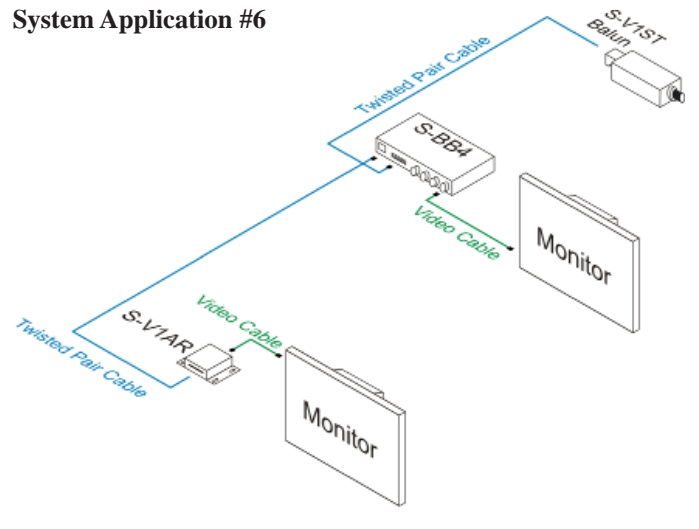 System Application #6
S-V1ST
Balun
Twisted Pair Cable
S-BB4
Video Cable
Monitor
S-V1AR
Video Cable
Twisted Pair Cable
Monitor